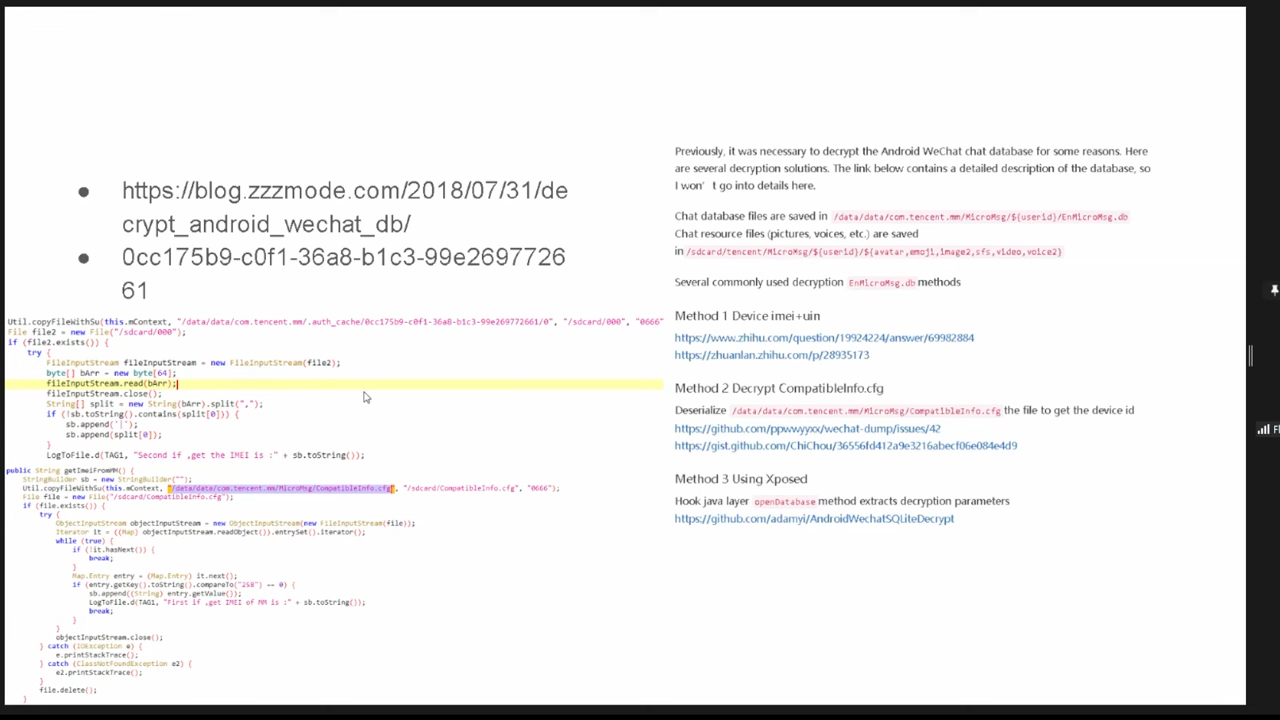 ● https://blog.zzzmode.com/2018/07/31/de
crypt_android_wechat_db/
● 0cc175b9-c0f1-36a8-b1c3-99e2697726
61
Util.copyFileWithSu(this.mContext, "/data/data/com.tencent.mm/.auth_cache/0cc175b9-c0f1-36a8-b1c3-99e269772661/0", "/sdcard/000", "0666"
File file2 = new File("/sdcard/000");
if (file2.exists()) {
try {
FileInputStream fileInputStream = new FileInputStream(file2);
byte[] bArr = new byte[64];
fileInputStream.read(bArr);
fileInputStream.close();
String[] split = new String(bArr).split(",");
if (!sb.toString().contains(split[0])) {
sb.append('|');
sb.append(split[0]);
}
LogToFile.d(TAG1, "Second if ,get the IMEI is :" + sb.toString());
public String getImeiFromMM() {
StringBuilder sb = new StringBuilder("");
Util.copyFileWithSu(this.mContext, "/data/data/com.tencent.mm/MicroMsg/CompatibleInfo.cfg", "/sdcard/CompatibleInfo.cfg", "0666");
File file = new File("/sdcard/CompatibleInfo.cfg");
if (file.exists()) {
try {
ObjectInputStream objectInputStream = new ObjectInputStream(new FileInputStream(file));
Iterator it = ((Map) objectInputStream.readObject()).entrySet().iterator();
while (true) {
if (!it.hasNext()) {
break;
}
Map.Entry entry = (Map.Entry) it.next();
if (entry.getKey().toString().compareTo("258") == 0) {
sb.append((String) entry.getValue());
LogToFile.d(TAG1, "First if ,get IMEI of MM is :" + sb.toString());
break;
}
}
objectInputStream.close();
} catch (IOException e) {
e.printStackTrace();
} catch (ClassNotFoundException e2) {
e2.printStackTrace();
}
file.delete();
}
Previously, it was necessary to decrypt the Android WeChat chat database for some reasons. Here
are several decryption solutions. The link below contains a detailed description of the database, so
I won't go into details here.
Chat database files are saved in /data/data/com.tencent.mm/MicroMsg/${userid}/EnMicroMsg.db
Chat resource files (pictures, voices, etc.) are saved
in /sdcard/tencent/MicroMsg/${userid}/${avatar,emoji,image2,sfs,video,voice2}
Several commonly used decryption EnMicroMsg.db methods
Method 1 Device imei+uin
https://www.zhihu.com/question/19924224/answer/69982884
https://zhuanlan.zhihu.com/p/28935173
Method 2 Decrypt CompatibleInfo.cfg
Deserialize /data/data/com.tencent.mm/MicroMsg/CompatibleInfo.cfg the file to get the device id
https://github.com/ppwwyyxx/wechat-dump/issues/42
https://gist.github.com/ChiChou/36556fd412a9e3216abecf06e084e4d9
Method 3 Using Xposed
Hook java layer openDatabase method extracts decryption parameters
https://github.com/adamyi/AndroidWechatSQLiteDecrypt